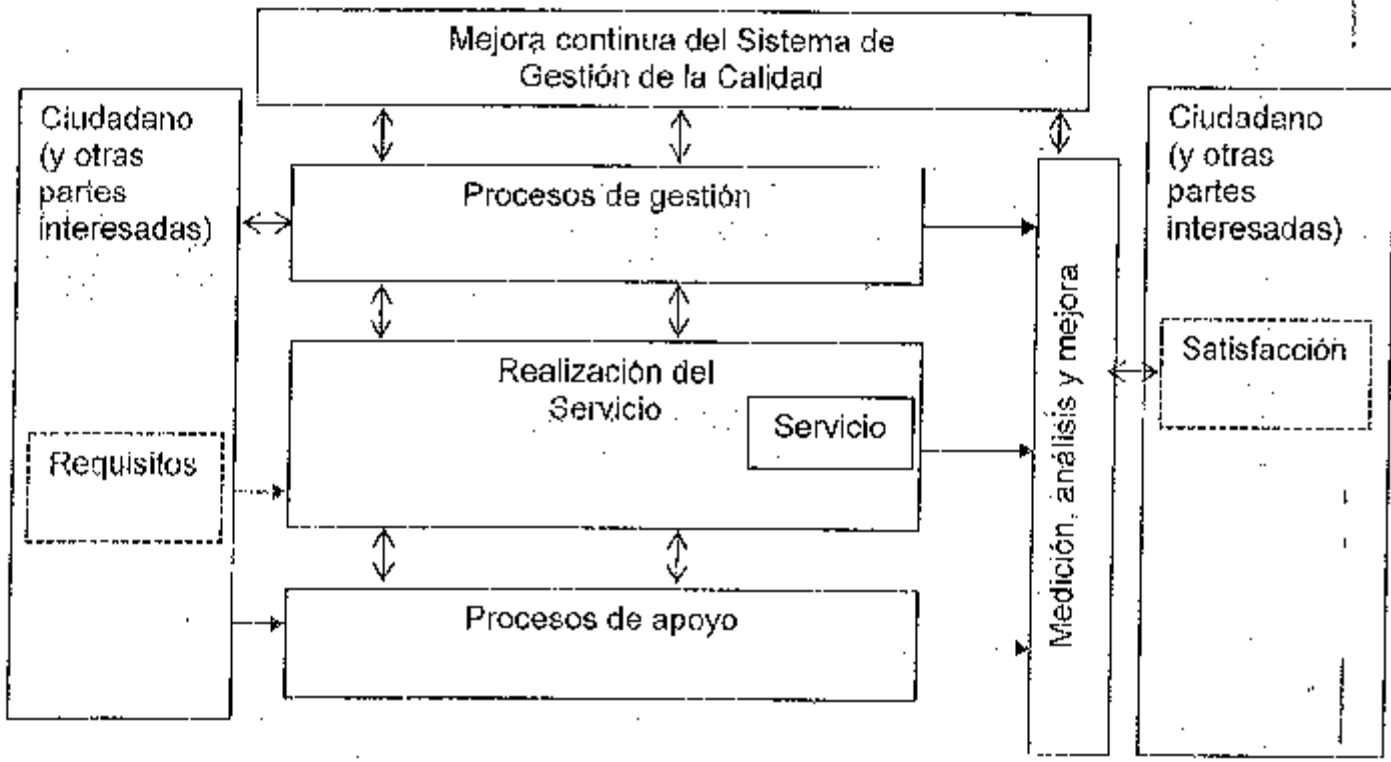 Mejora continua del Sistema de
Gestión de la Calidad
Ciudadano
(y otras
partes
interesadas)
Requisitos
Procesos de gestión
Realización del
Servicio
Servicio
Procesos de apoyo
Medición, análisis y mejora
Ciudadano
(y otras
partes
interesadas)
Satisfacción